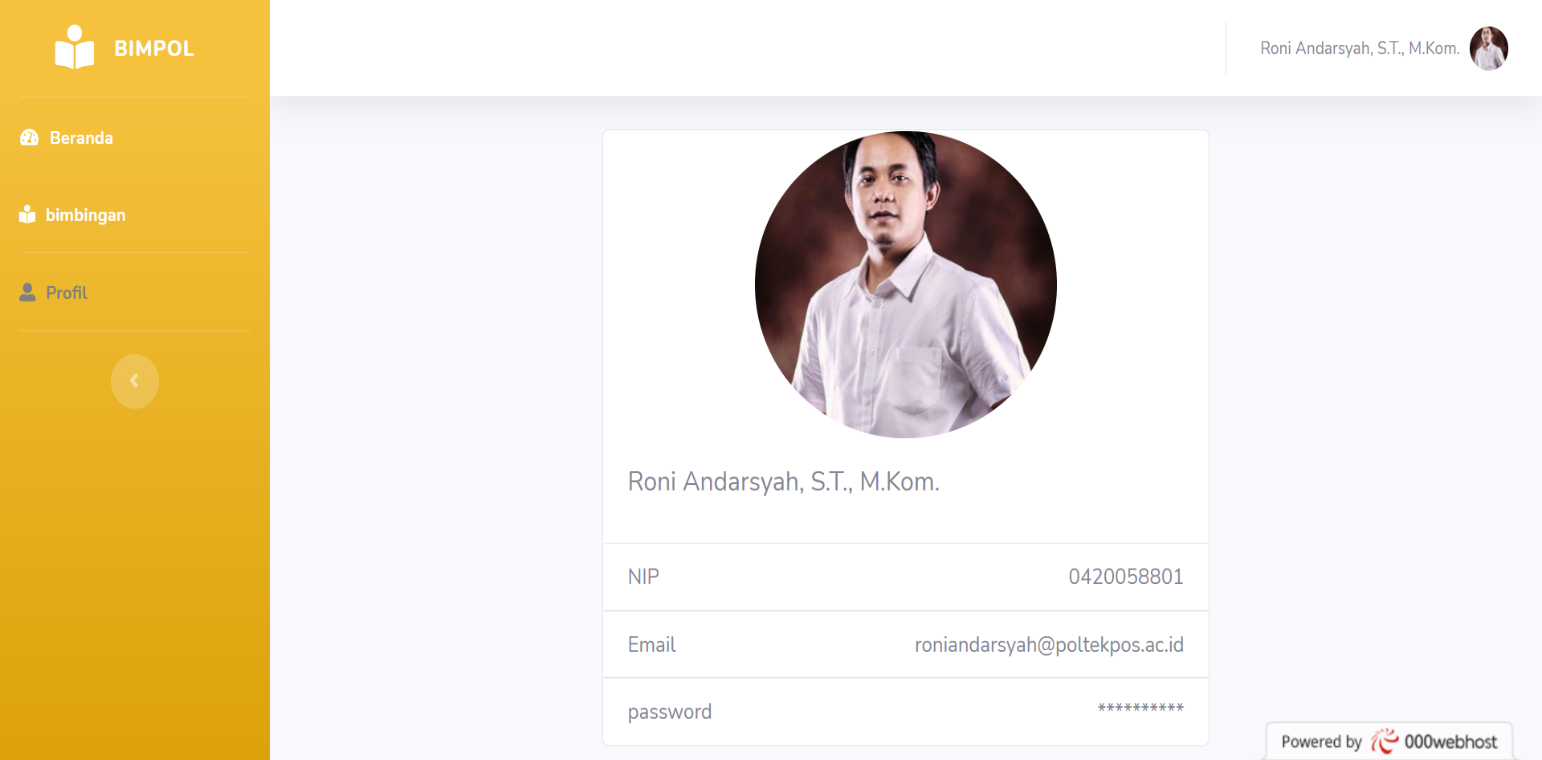 BIMPOL
Roni Andarsyah, S.T., M.Kom.
Beranda
bimbingan
Profil
Roni Andarsyah, S.T., M.Kom.
NIP 0420058801
Email roniandarsyah@poltekpos.ac.id
password **********
Powered by 000webhost